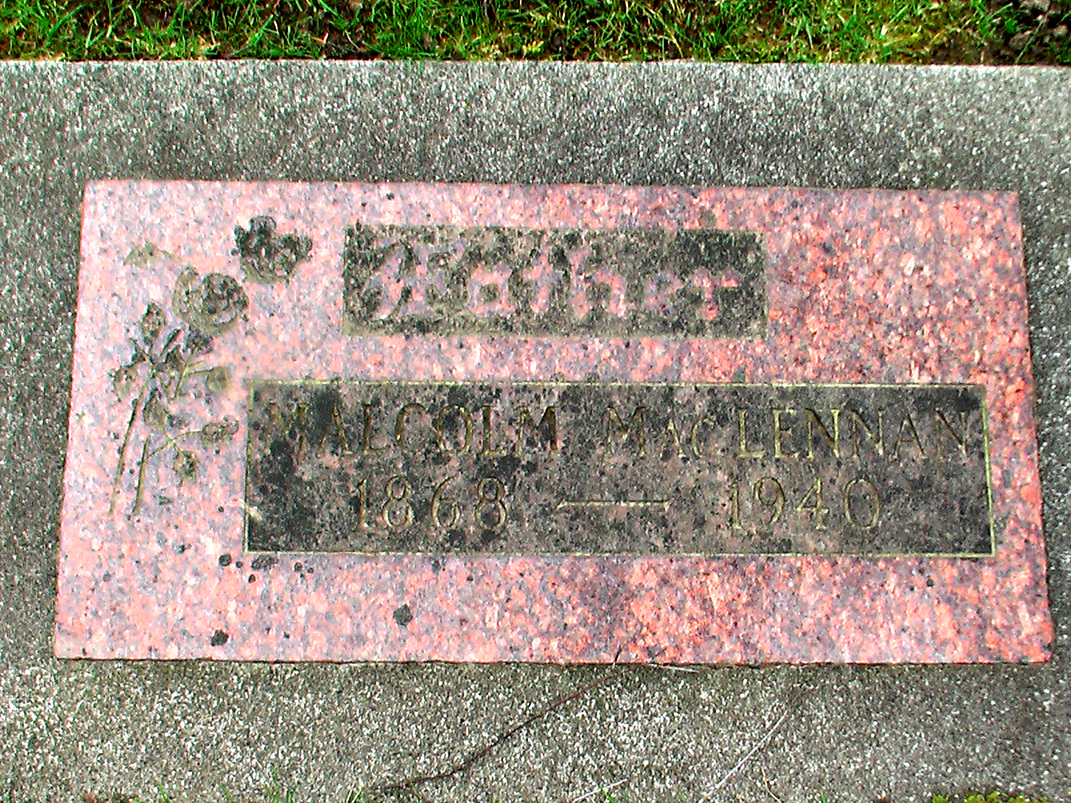 Father
MALCOLM MACLENNAN
1868 — 1940